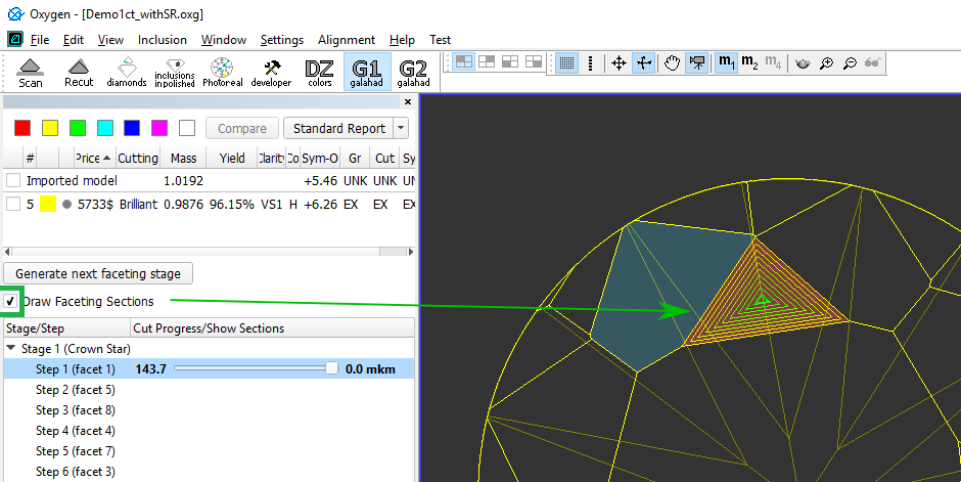 Oxygen - [Demo1ct_withSR.oxg]
File Edit View Inclusion Window Settings Alignment Help Test
Scan Recut diamonds inclusions inpolished Photoreal developer DZ colors G1 galahad G2 galahad m1 m2 m4
Compare Standard Report
# Price Cutting Mass Yield Clarity Co Sym-O Gr Cut Sy
Imported model 1.0192 +5.46 UNK UNK UN
5 5733$ Brilliant 0.9876 96.15% VS1 H +6.26 EX EX EX
Generate next faceting stage
Draw Faceting Sections
Stage/Step Cut Progress/Show Sections
Stage 1 (Crown Star)
Step 1 (facet 1) 143.7 0.0 mkm
Step 2 (facet 5)
Step 3 (facet 8)
Step 4 (facet 4)
Step 5 (facet 7)
Step 6 (facet 3)